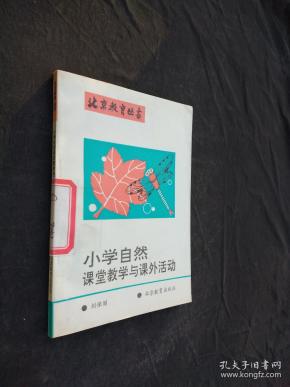 北京教育丛书
小学自然
课堂教学与课外活动
北京教育出版社
孔夫子旧书网